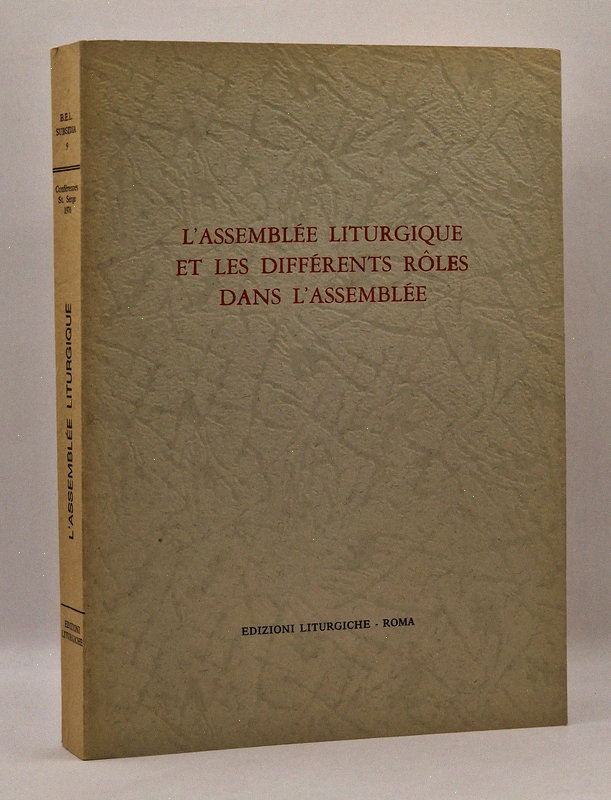 B.E.L.
SUBSIDIA
9
Conférences
St. Serge
1976
L'ASSEMBLÉE LITURGIQUE
EDIZIONI
LITURGICHE
L'ASSEMBLÉE LITURGIQUE
ET LES DIFFÉRENTS RÔLES
DANS L'ASSEMBLÉE
EDIZIONI LITURGICHE - ROMA